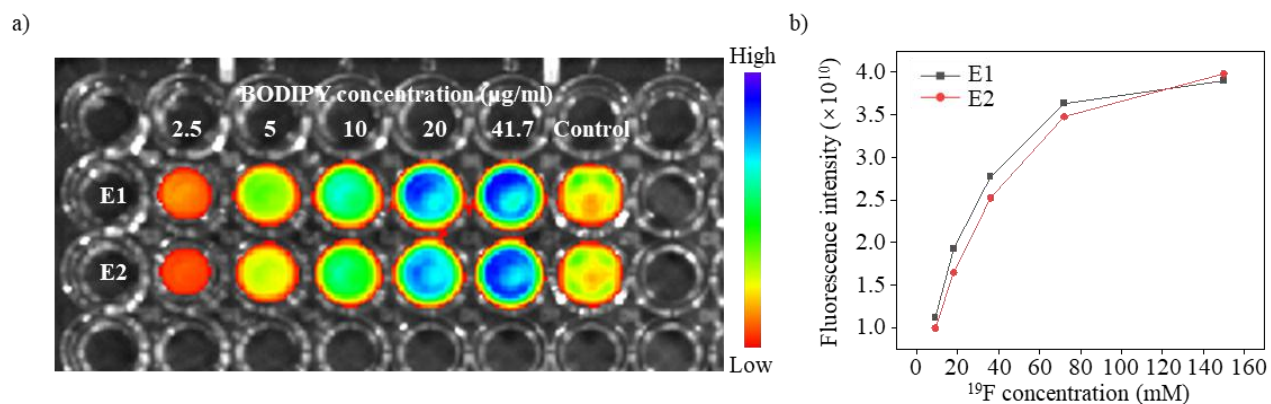 a)
High
BODIPY concentration (μg/ml)
2.5 5 10 20 41.7 Control
E1
E2
Low
b)
Fluorescence intensity (×10¹⁰)
4.0
3.5
3.0
2.5
2.0
1.5
1.0
E1
E2
0 20 40 60 80 100 120 140 160
¹⁹F concentration (mM)